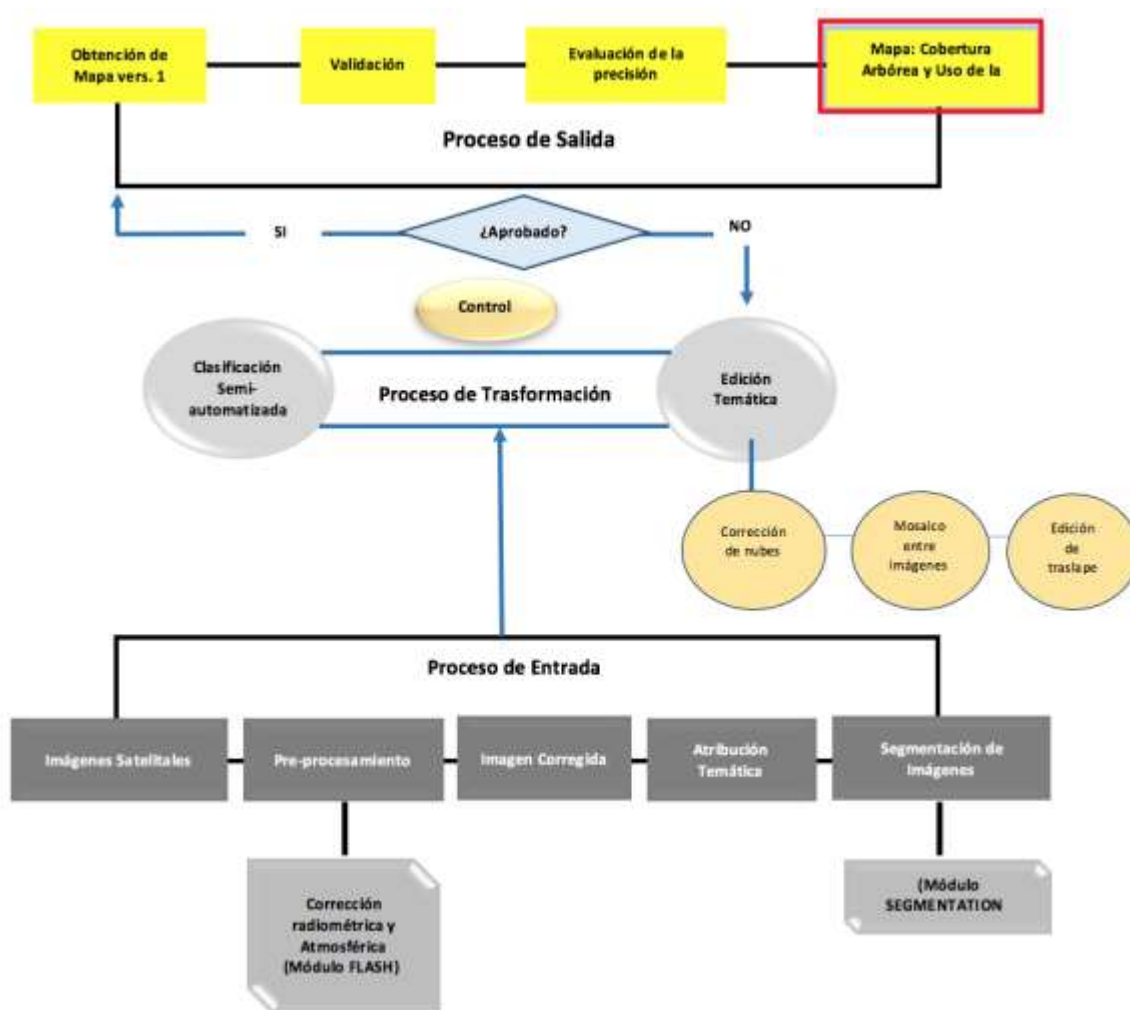 Obtención de
Mapa vers. 1
Validación
Evaluación de la
precisión
Mapa: Cobertura
Arbórea y Uso de la
Proceso de Salida
SI
¿Aprobado?
NO
Control
Clasificación
Semi-
automatizada
Proceso de Trasformación
Edición
Temática
Corrección
de nubes
Mosaico
entre
imágenes
Edición
de
traslape
Proceso de Entrada
Imágenes Satelitales
Pre-procesamiento
Imagen Corregida
Atribución
Temática
Segmentación de
Imágenes
Corrección
radiométrica y
Atmosférica
(Módulo FLASH)
(Módulo
SEGMENTATION